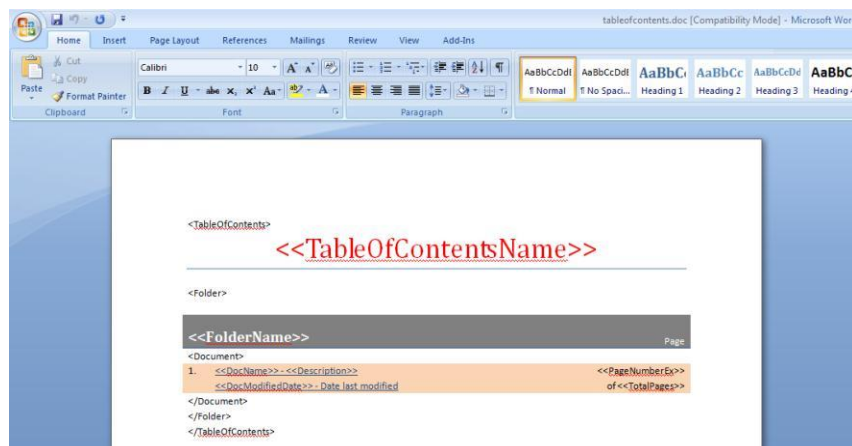 tableofcontents.doc [Compatibility Mode] - Microsoft Wor
Home Insert Page Layout References Mailings Review View Add-Ins
Cut
Copy
Format Painter
Paste
Clipboard
Calibri 10
Font
Paragraph
AaBbCcDdI AaBbCcDdI AaBbC AaBbCc AaBbCcDd AaBbC
¶ Normal ¶ No Spaci... Heading 1 Heading 2 Heading 3 Heading
<TableOfContents>
<<TableOfContentsName>>
<Folder>
<<FolderName>> Page
<Document>
1. <<DocName>> - <<Description>> <<PageNumberEx>>
<<DocModifiedDate>> - Date last modified of <<TotalPages>>
</Document>
</Folder>
</TableOfContents>